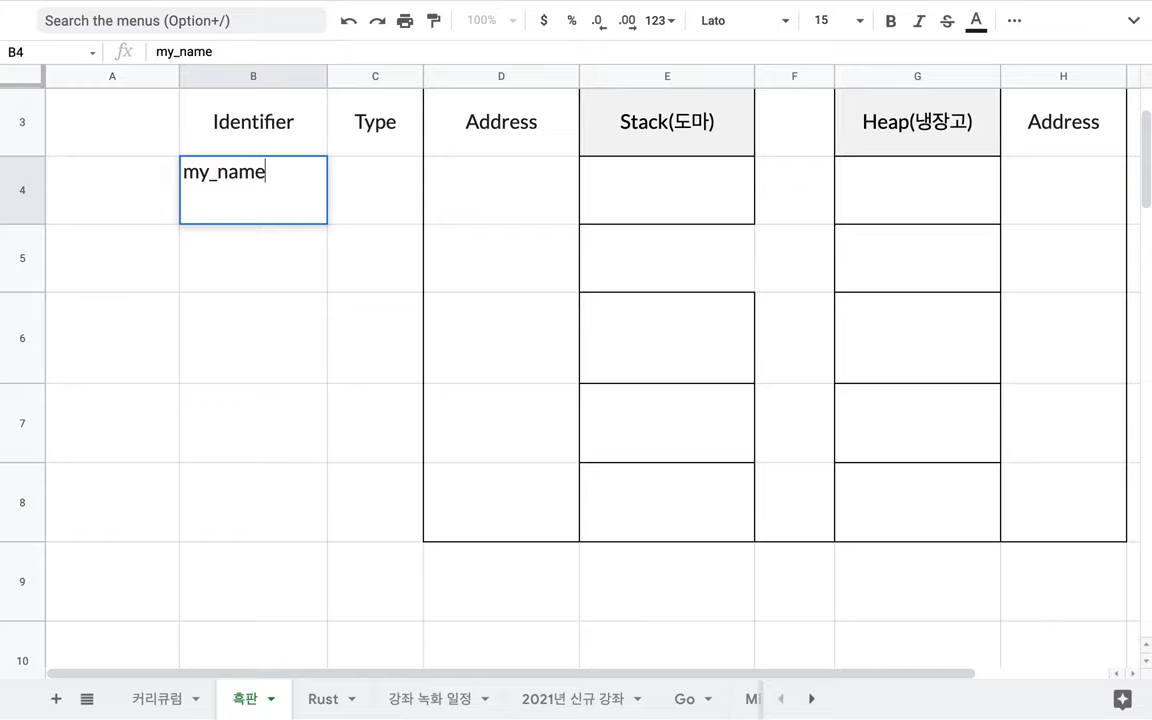 Search the menus (Option+/)
100%
$ % .0 .00 123
Lato
15
B I S A
B4
fx
my_name
A B C D E F G H
3 Identifier Type Address Stack(도마) Heap(냉장고) Address
4 my_name
5
6
7
8
9
10
커리큘럼 흑판 Rust 강좌 녹화 일정 2021년 신규 강좌 Go